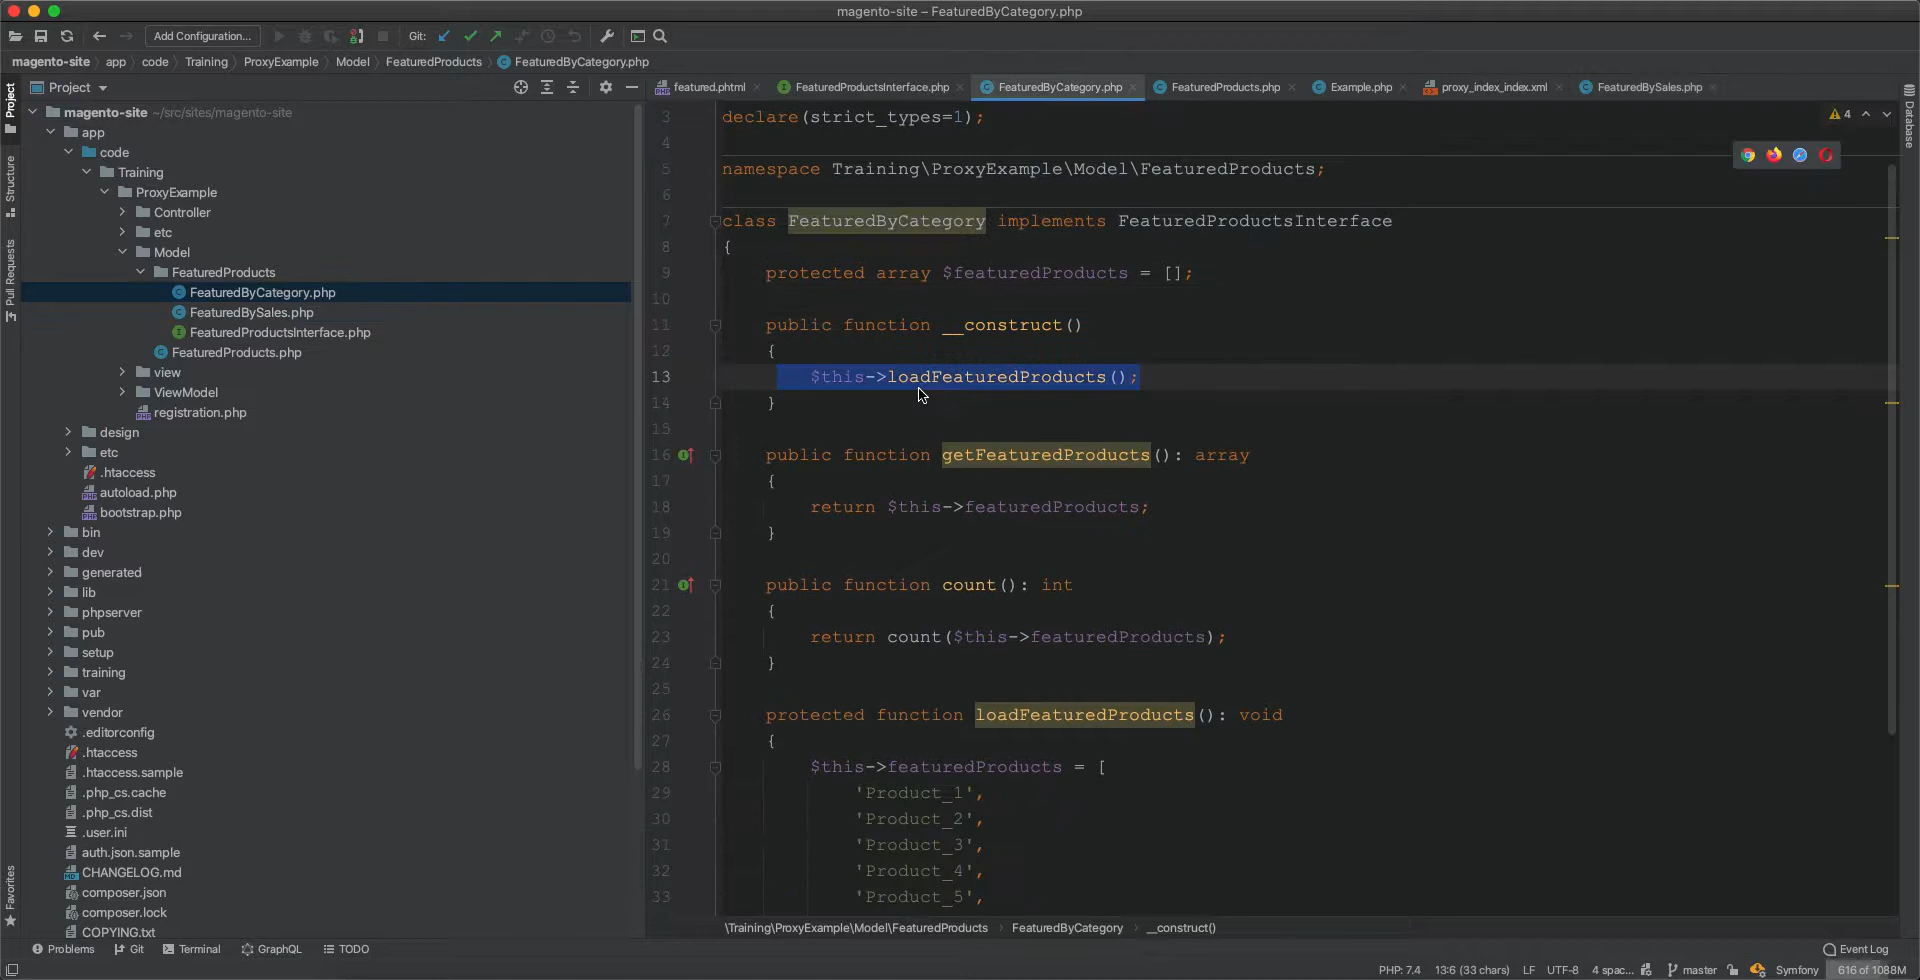 magento-site – FeaturedByCategory.php
Add Configuration...
Git:
magento-site › app › code › Training › ProxyExample › Model › FeaturedProducts › FeaturedByCategory.php
Project
featured.phtml
FeaturedProductsInterface.php
FeaturedByCategory.php
FeaturedProducts.php
Example.php
proxy_index_index.xml
FeaturedBySales.php
Project
Structure
Pull Requests
Favorites
Database
magento-site ~/src/sites/magento-site
app
code
Training
ProxyExample
Controller
etc
Model
FeaturedProducts
FeaturedByCategory.php
FeaturedBySales.php
FeaturedProductsInterface.php
FeaturedProducts.php
view
ViewModel
registration.php
design
etc
.htaccess
autoload.php
bootstrap.php
bin
dev
generated
lib
phpserver
pub
setup
training
var
vendor
.editorconfig
.htaccess
.htaccess.sample
.php_cs.cache
.php_cs.dist
.user.ini
auth.json.sample
CHANGELOG.md
composer.json
composer.lock
COPYING.txt
4
3 declare(strict_types=1);
4
5 namespace Training\ProxyExample\Model\FeaturedProducts;
6
7 class FeaturedByCategory implements FeaturedProductsInterface
8 {
9 protected array $featuredProducts = [];
10
11 public function __construct()
12 {
13 $this->loadFeaturedProducts();
14 }
15
16 public function getFeaturedProducts(): array
17 {
18 return $this->featuredProducts;
19 }
20
21 public function count(): int
22 {
23 return count($this->featuredProducts);
24 }
25
26 protected function loadFeaturedProducts(): void
27 {
28 $this->featuredProducts = [
29 'Product_1',
30 'Product_2',
31 'Product_3',
32 'Product_4',
33 'Product_5',
\Training\ProxyExample\Model\FeaturedProducts › FeaturedByCategory › __construct()
Problems
Git
Terminal
GraphQL
TODO
Event Log
PHP: 7.4 13:6 (33 chars) LF UTF-8 4 spac... master Symfony 616 of 1088M